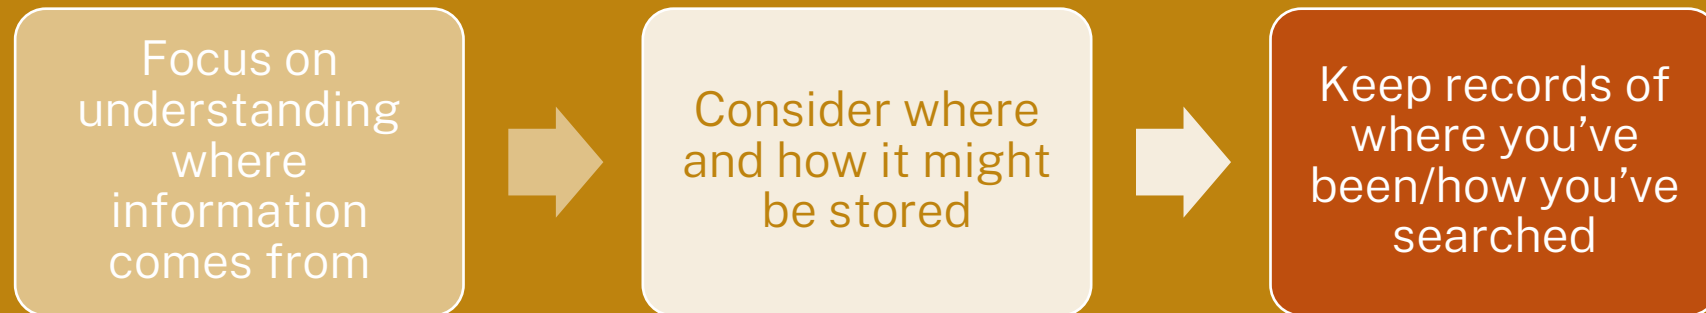 Focus on
understanding
where
information
comes from
Consider where
and how it might
be stored
Keep records of
where you’ve
been/how you’ve
searched